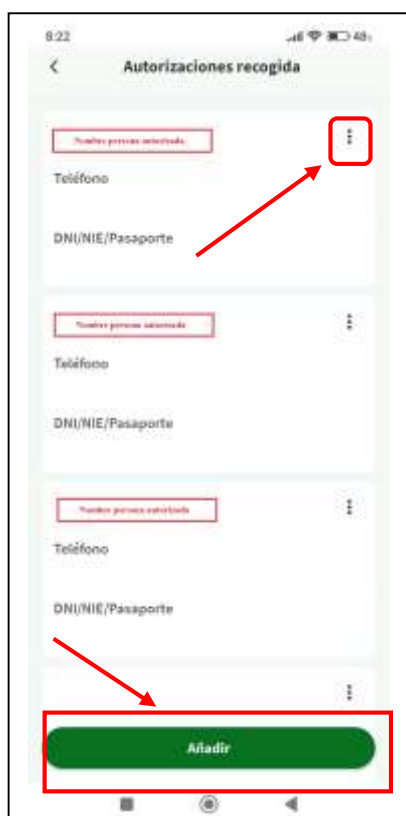 8:22
48
Autorizaciones recogida
Nombre persona autorizada
Teléfono
DNI/NIE/Pasaporte
Nombre persona autorizada
Teléfono
DNI/NIE/Pasaporte
Nombre persona autorizada
Teléfono
DNI/NIE/Pasaporte
Añadir